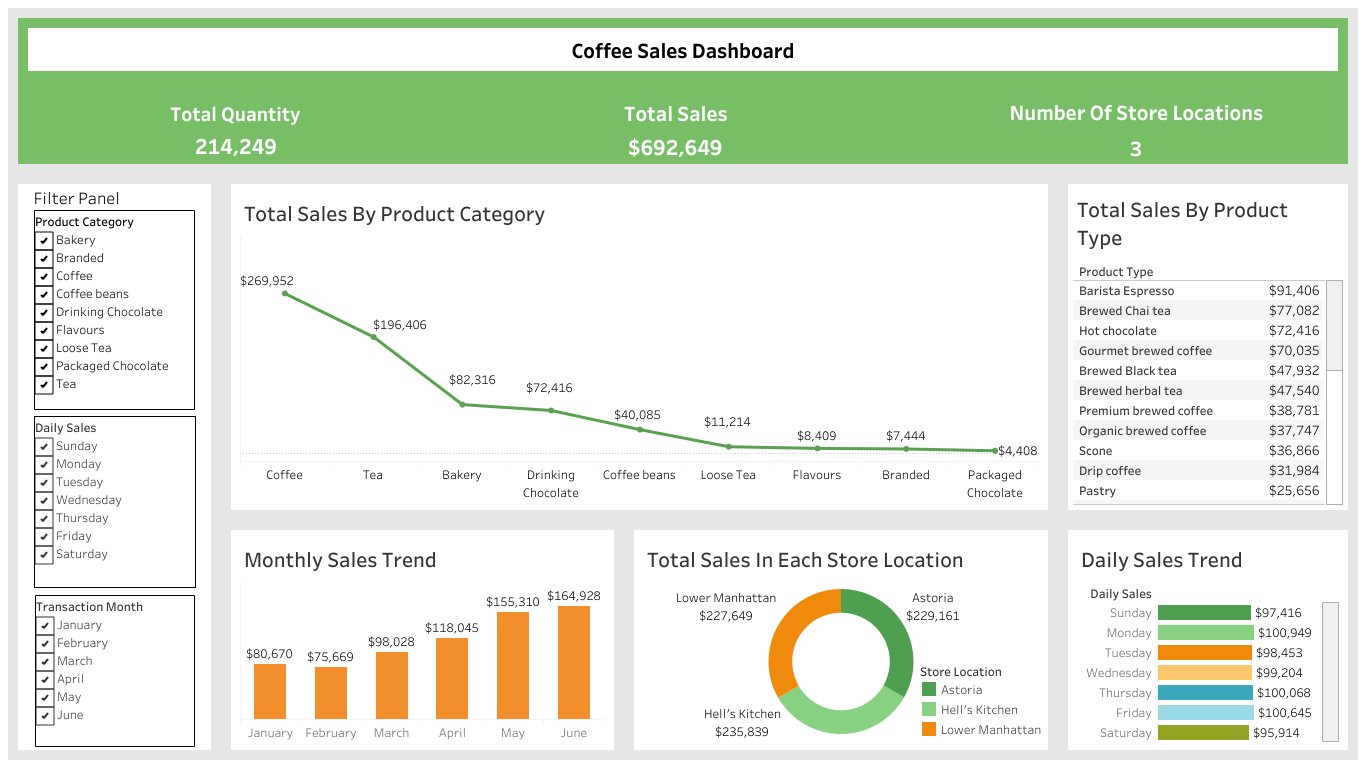 Coffee Sales Dashboard
Total Quantity
214,249
Total Sales
$692,649
Number Of Store Locations
3
Filter Panel
Product Category
Bakery
Branded
Coffee
Coffee beans
Drinking Chocolate
Flavours
Loose Tea
Packaged Chocolate
Tea
Daily Sales
Sunday
Monday
Tuesday
Wednesday
Thursday
Friday
Saturday
Transaction Month
January
February
March
April
May
June
Total Sales By Product Category
$269,952
$196,406
$82,316
$72,416
$40,085
$11,214
$8,409
$7,444
$4,408
Coffee
Tea
Bakery
Drinking
Chocolate
Coffee beans
Loose Tea
Flavours
Branded
Packaged
Chocolate
Total Sales By Product
Type
Product Type
Barista Espresso $91,406
Brewed Chai tea $77,082
Hot chocolate $72,416
Gourmet brewed coffee $70,035
Brewed Black tea $47,932
Brewed herbal tea $47,540
Premium brewed coffee $38,781
Organic brewed coffee $37,747
Scone $36,866
Drip coffee $31,984
Pastry $25,656
Monthly Sales Trend
$80,670
$75,669
$98,028
$118,045
$155,310
$164,928
January
February
March
April
May
June
Total Sales In Each Store Location
Lower Manhattan
$227,649
Astoria
$229,161
Hell's Kitchen
$235,839
Store Location
Astoria
Hell's Kitchen
Lower Manhattan
Daily Sales Trend
Daily Sales
Sunday $97,416
Monday $100,949
Tuesday $98,453
Wednesday $99,204
Thursday $100,068
Friday $100,645
Saturday $95,914